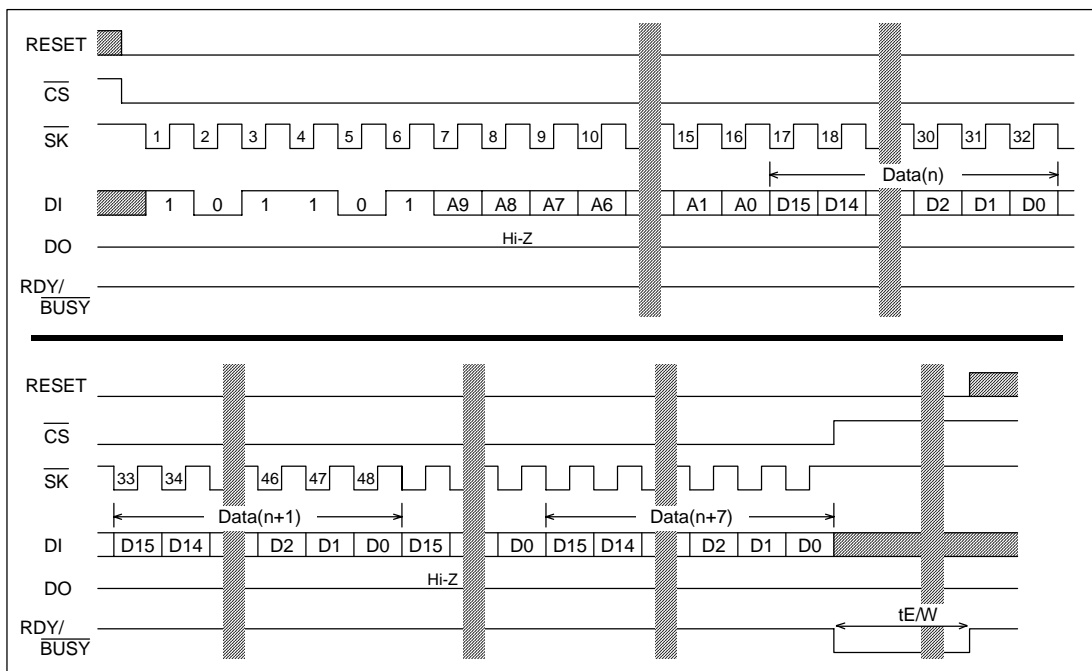 RESET
CS
SK 1 2 3 4 5 6 7 8 9 10 15 16 17 18 30 31 32
Data(n)
DI 1 0 1 1 0 1 A9 A8 A7 A6 A1 A0 D15 D14 D2 D1 D0
DO Hi-Z
RDY/
BUSY
RESET
CS
SK 33 34 46 47 48
Data(n+1) Data(n+7)
DI D15 D14 D2 D1 D0 D15 D0 D15 D14 D2 D1 D0
DO Hi-Z
RDY/ tE/W
BUSY